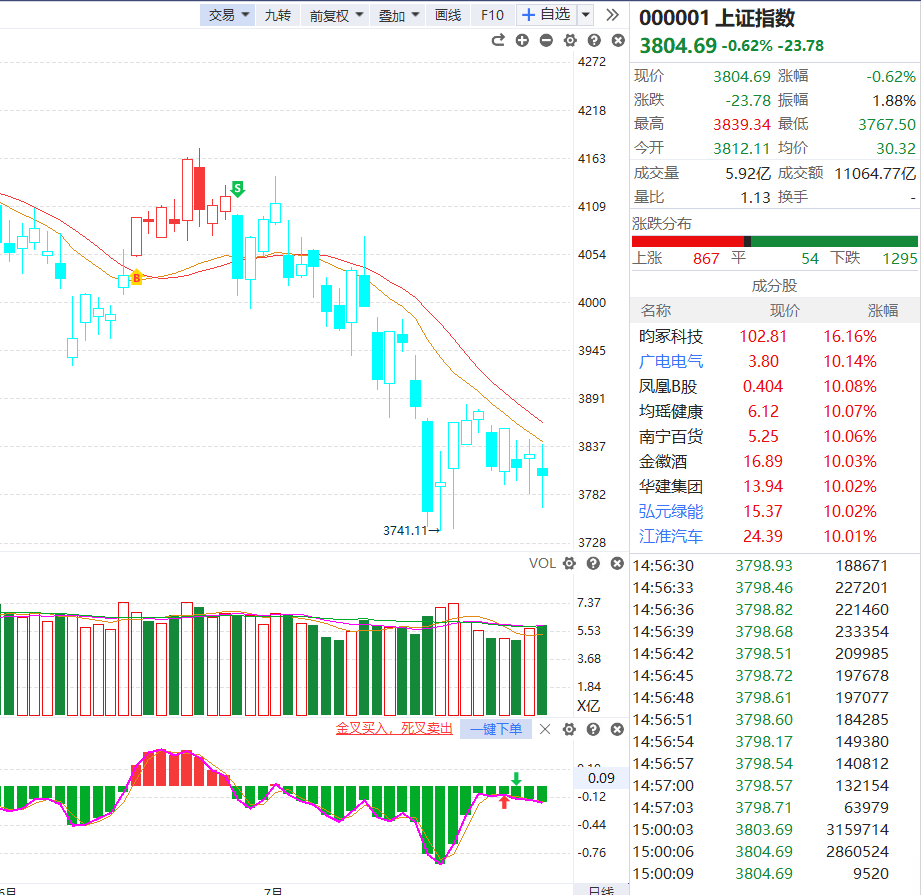 交易 九转 前复权 叠加 画线 F10 自选
000001 上证指数
3804.69 -0.62% -23.78
现价 3804.69 涨幅 -0.62%
涨跌 -23.78 振幅 1.88%
最高 3839.34 最低 3767.50
今开 3812.11 均价 30.32
成交量 5.92亿 成交额 11064.77亿
量比 1.13 换手 -
涨跌分布
上涨 867 平 54 下跌 1295
成分股
名称 现价 涨幅
昀冢科技 102.81 16.16%
广电电气 3.80 10.14%
凤凰B股 0.404 10.08%
均瑶健康 6.12 10.07%
南宁百货 5.25 10.06%
金徽酒 16.89 10.03%
华建集团 13.94 10.02%
弘元绿能 15.37 10.02%
江淮汽车 24.39 10.01%
14:56:30 3798.93 188671
14:56:33 3798.46 227201
14:56:36 3798.82 221460
14:56:39 3798.68 233354
14:56:42 3798.51 209985
14:56:45 3798.72 197678
14:56:48 3798.61 197077
14:56:51 3798.60 184285
14:56:54 3798.17 149380
14:56:57 3798.54 140812
14:57:00 3798.57 132154
14:57:03 3798.71 63979
15:00:03 3803.69 3159714
15:00:06 3804.69 2860524
15:00:09 3804.69 9520
4272
4218
4163
4109
4054
4000
3945
3891
3837
3782
3728
S
B
3741.11→
VOL
7.37
5.53
3.68
1.84
X亿
金叉买入，死叉卖出 一键下单
0.09
-0.12
-0.44
-0.76
6月 7月 日线